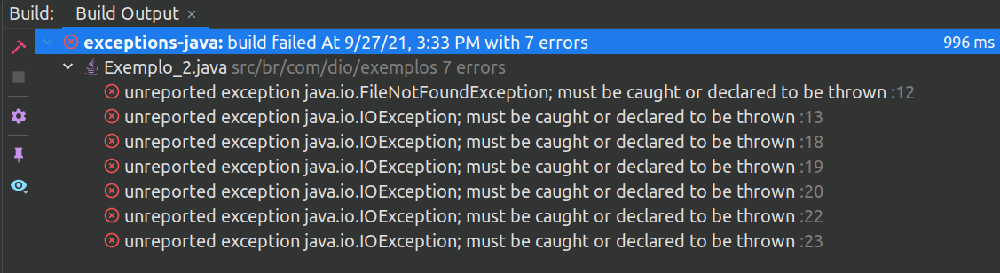 Build: Build Output ×
exceptions-java: build failed At 9/27/21, 3:33 PM with 7 errors 996 ms
Exemplo_2.java src/br/com/dio/exemplos 7 errors
unreported exception java.io.FileNotFoundException; must be caught or declared to be thrown :12
unreported exception java.io.IOException; must be caught or declared to be thrown :13
unreported exception java.io.IOException; must be caught or declared to be thrown :18
unreported exception java.io.IOException; must be caught or declared to be thrown :19
unreported exception java.io.IOException; must be caught or declared to be thrown :20
unreported exception java.io.IOException; must be caught or declared to be thrown :22
unreported exception java.io.IOException; must be caught or declared to be thrown :23